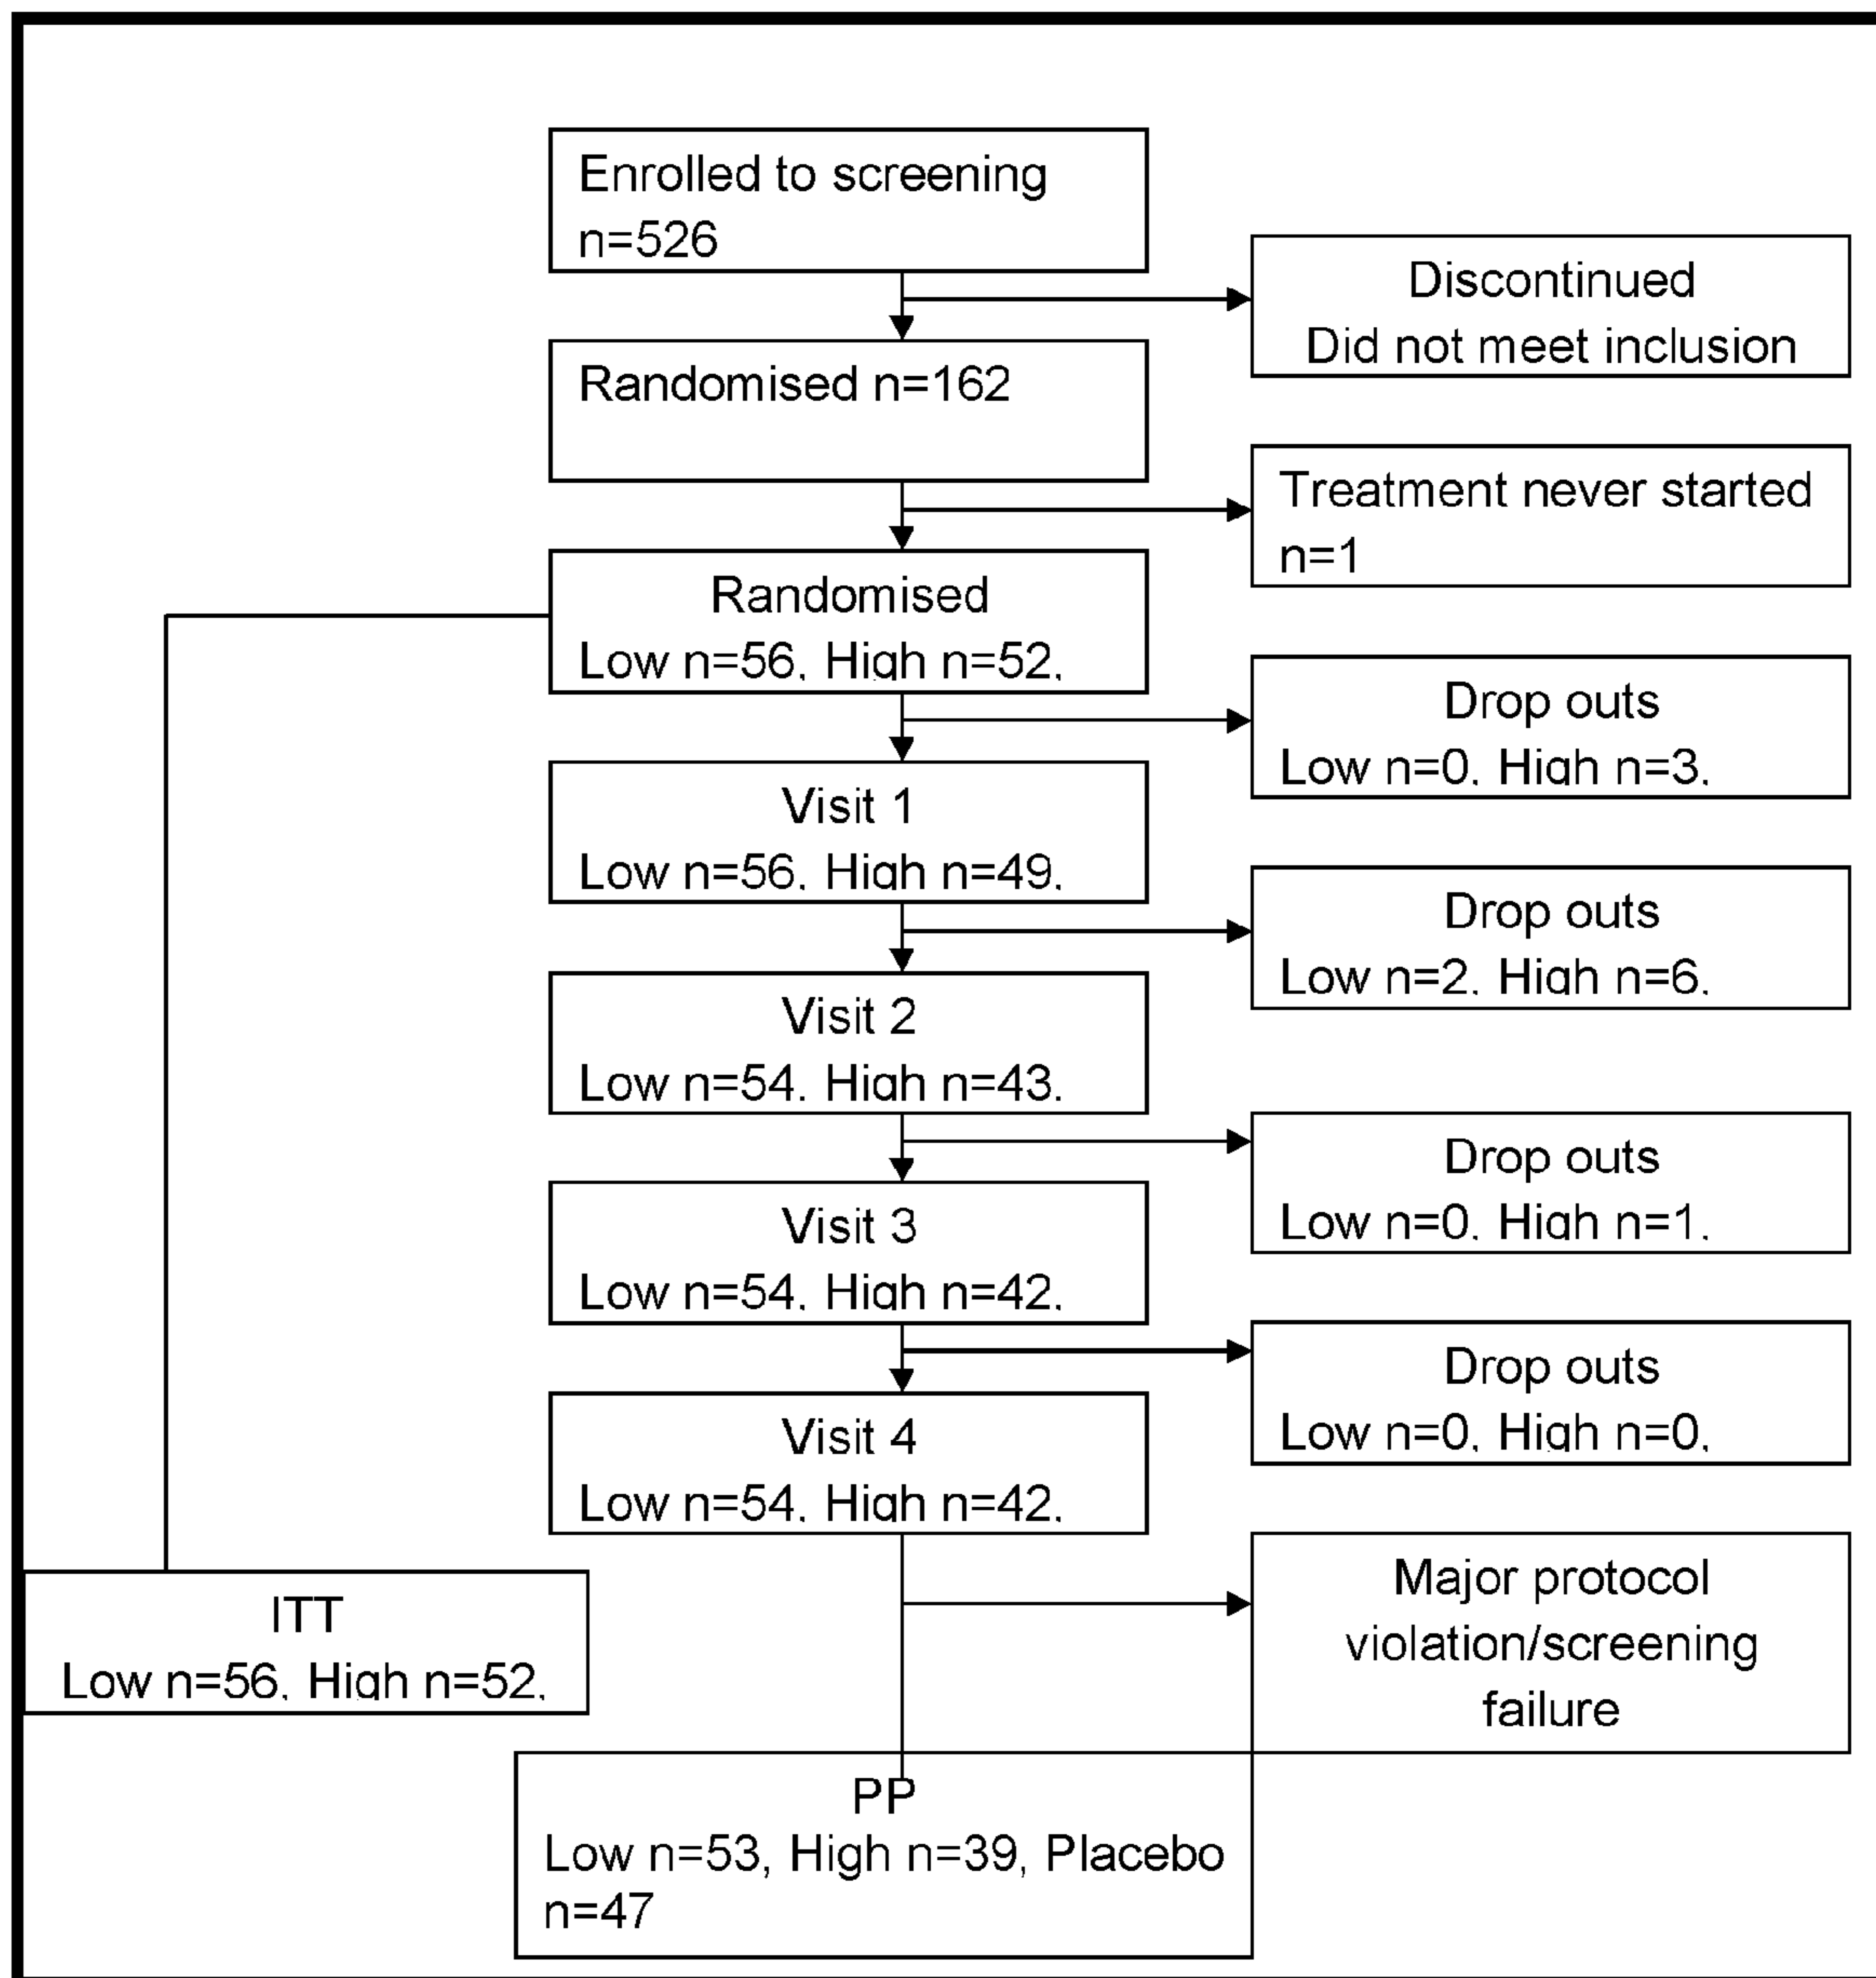 Enrolled to screening
n=526
Discontinued
Did not meet inclusion
Randomised n=162
Treatment never started
n=1
Randomised
Low n=56, High n=52,
Drop outs
Low n=0, High n=3,
Visit 1
Low n=56, High n=49,
Drop outs
Low n=2, High n=6,
Visit 2
Low n=54, High n=43,
Drop outs
Low n=0, High n=1,
Visit 3
Low n=54, High n=42,
Drop outs
Low n=0, High n=0,
Visit 4
Low n=54, High n=42,
Major protocol
violation/screening
failure
ITT
Low n=56, High n=52,
PP
Low n=53, High n=39, Placebo
n=47